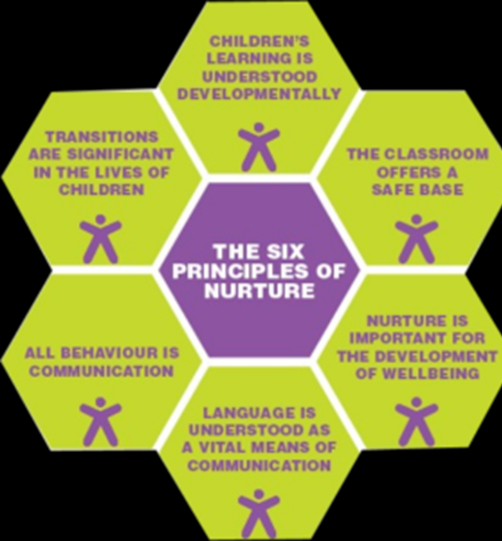 CHILDREN'S
LEARNING IS
UNDERSTOOD
DEVELOPMENTALLY
THE CLASSROOM
OFFERS A
SAFE BASE
NURTURE IS
IMPORTANT FOR
THE DEVELOPMENT
OF WELLBEING
LANGUAGE IS
UNDERSTOOD AS
A VITAL MEANS OF
COMMUNICATION
ALL BEHAVIOUR IS
COMMUNICATION
TRANSITIONS
ARE SIGNIFICANT
IN THE LIVES OF
CHILDREN
THE SIX
PRINCIPLES OF
NURTURE